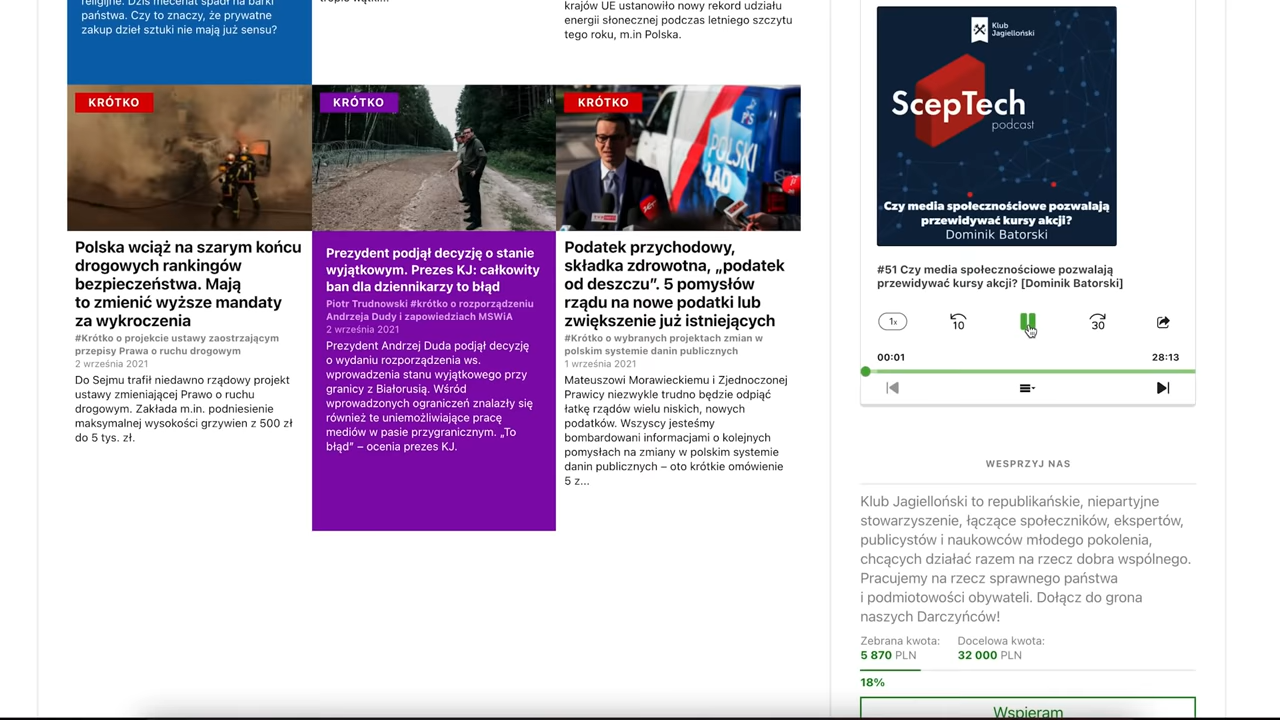 religijne. Dziś mecenat spadł na barki
państwa. Czy to znaczy, że prywatne
zakup dzieł sztuki nie mają już sensu?
krajów UE ustanowiło nowy rekord udziału
energii słonecznej podczas letniego szczytu
tego roku, m.in Polska.
KRÓTKO
Polska wciąż na szarym końcu
drogowych rankingów
bezpieczeństwa. Mają
to zmienić wyższe mandaty
za wykroczenia
#Krótko o projekcie ustawy zaostrzającym
przepisy Prawa o ruchu drogowym
2 września 2021
Do Sejmu trafił niedawno rządowy projekt
ustawy zmieniającej Prawo o ruchu
drogowym. Zakłada m.in. podniesienie
maksymalnej wysokości grzywien z 500 zł
do 5 tys. zł.
KRÓTKO
Prezydent podjął decyzję o stanie
wyjątkowym. Prezes KJ: całkowity
ban dla dziennikarzy to błąd
Piotr Trudnowski #krótko o rozporządzeniu
Andrzeja Dudy i zapowiedziach MSWiA
2 września 2021
Prezydent Andrzej Duda podjął decyzję
o wydaniu rozporządzenia ws.
wprowadzenia stanu wyjątkowego przy
granicy z Białorusią. Wśród
wprowadzonych ograniczeń znalazły się
również te uniemożliwiające pracę
mediów w pasie przygranicznym. „To
błąd” – ocenia prezes KJ.
KRÓTKO
POLSKI
ŁAD
Podatek przychodowy,
składka zdrowotna, „podatek
od deszczu”. 5 pomysłów
rządu na nowe podatki lub
zwiększenie już istniejących
#Krótko o wybranych projektach zmian w
polskim systemie danin publicznych
1 września 2021
Mateuszowi Morawieckiemu i Zjednoczonej
Prawicy niezwykle trudno będzie odpiąć
łatkę rządów wielu niskich, nowych
podatków. Wszyscy jesteśmy
bombardowani informacjami o kolejnych
pomysłach na zmiany w polskim systemie
danin publicznych – oto krótkie omówienie
5 z...
Klub
Jagielloński
ScepTech
podcast
Czy media społecznościowe pozwalają
przewidywać kursy akcji?
Dominik Batorski
#51 Czy media społecznościowe pozwalają
przewidywać kursy akcji? [Dominik Batorski]
1x
10
30
00:01
28:13
WESPRZYJ NAS
Klub Jagielloński to republikańskie, niepartyjne
stowarzyszenie, łączące społeczników, ekspertów,
publicystów i naukowców młodego pokolenia,
chcących działać razem na rzecz dobra wspólnego.
Pracujemy na rzecz sprawnego państwa
i podmiotowości obywateli. Dołącz do grona
naszych Darczyńców!
Zebrana kwota: Docelowa kwota:
5 870 PLN 32 000 PLN
18%
Wspieram